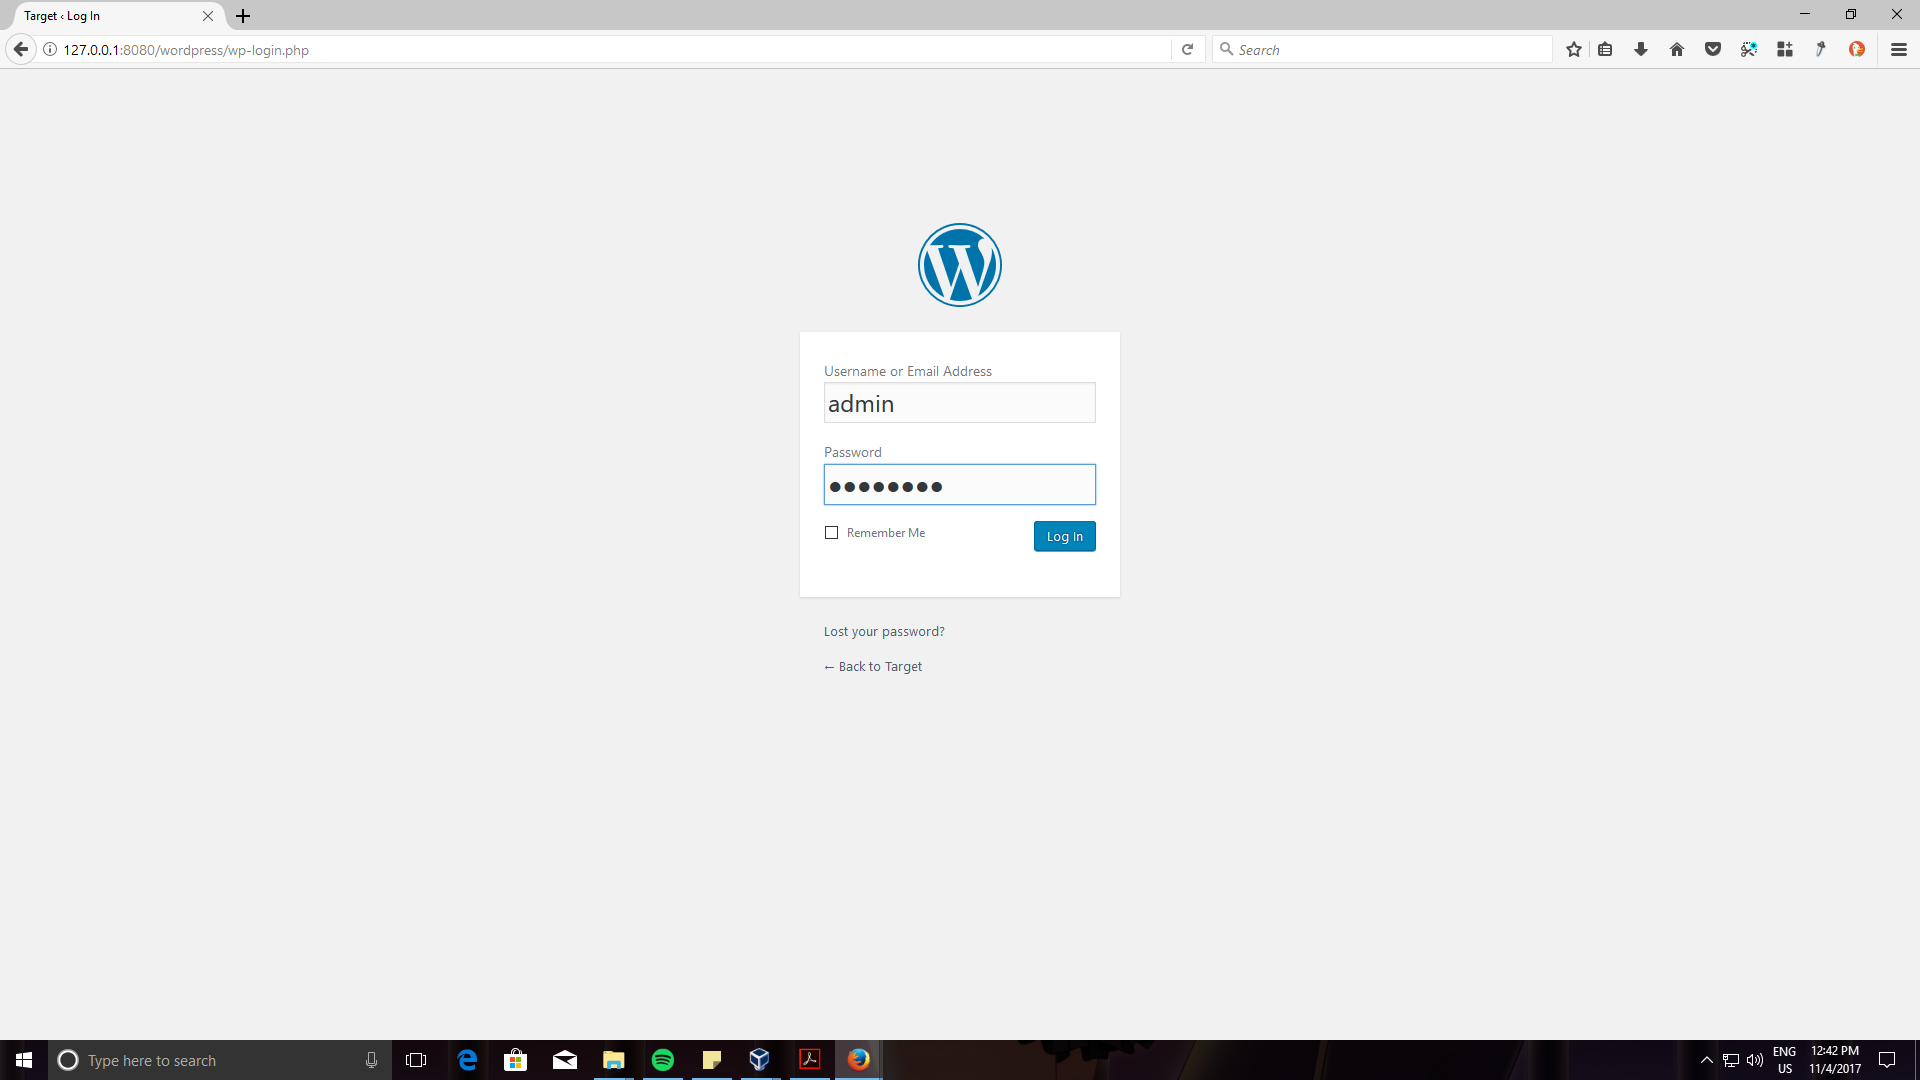 Target ‹ Log In
127.0.0.1:8080/wordpress/wp-login.php
Search
Username or Email Address
admin
Password
●●●●●●●●
Remember Me
Log In
Lost your password?
← Back to Target
Type here to search
ENG
US
12:42 PM
11/4/2017